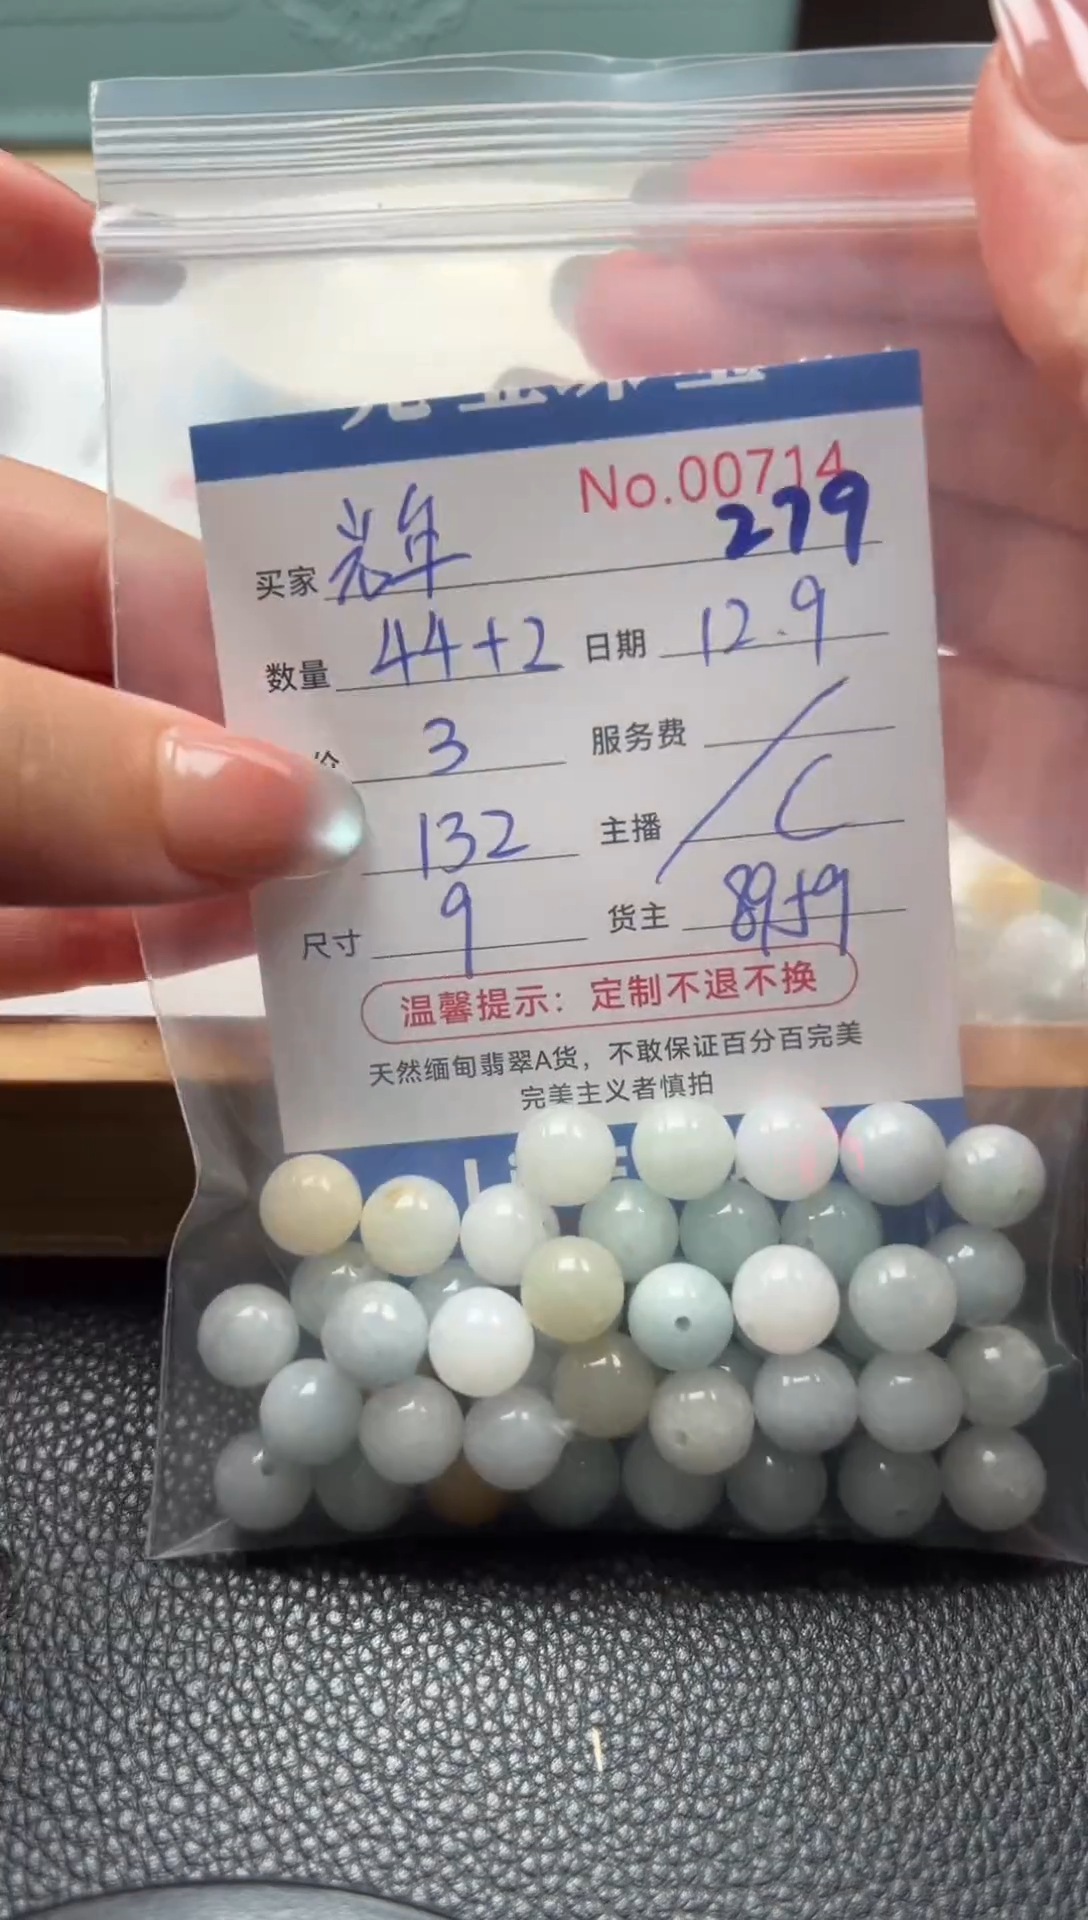 No.00714
279
买家
数量 44+2 日期 12.9
价 3 服务费
132 主播 C
尺寸 9 货主
温馨提示：定制不退不换
天然缅甸翡翠A货，不敢保证百分百完美
完美主义者慎拍